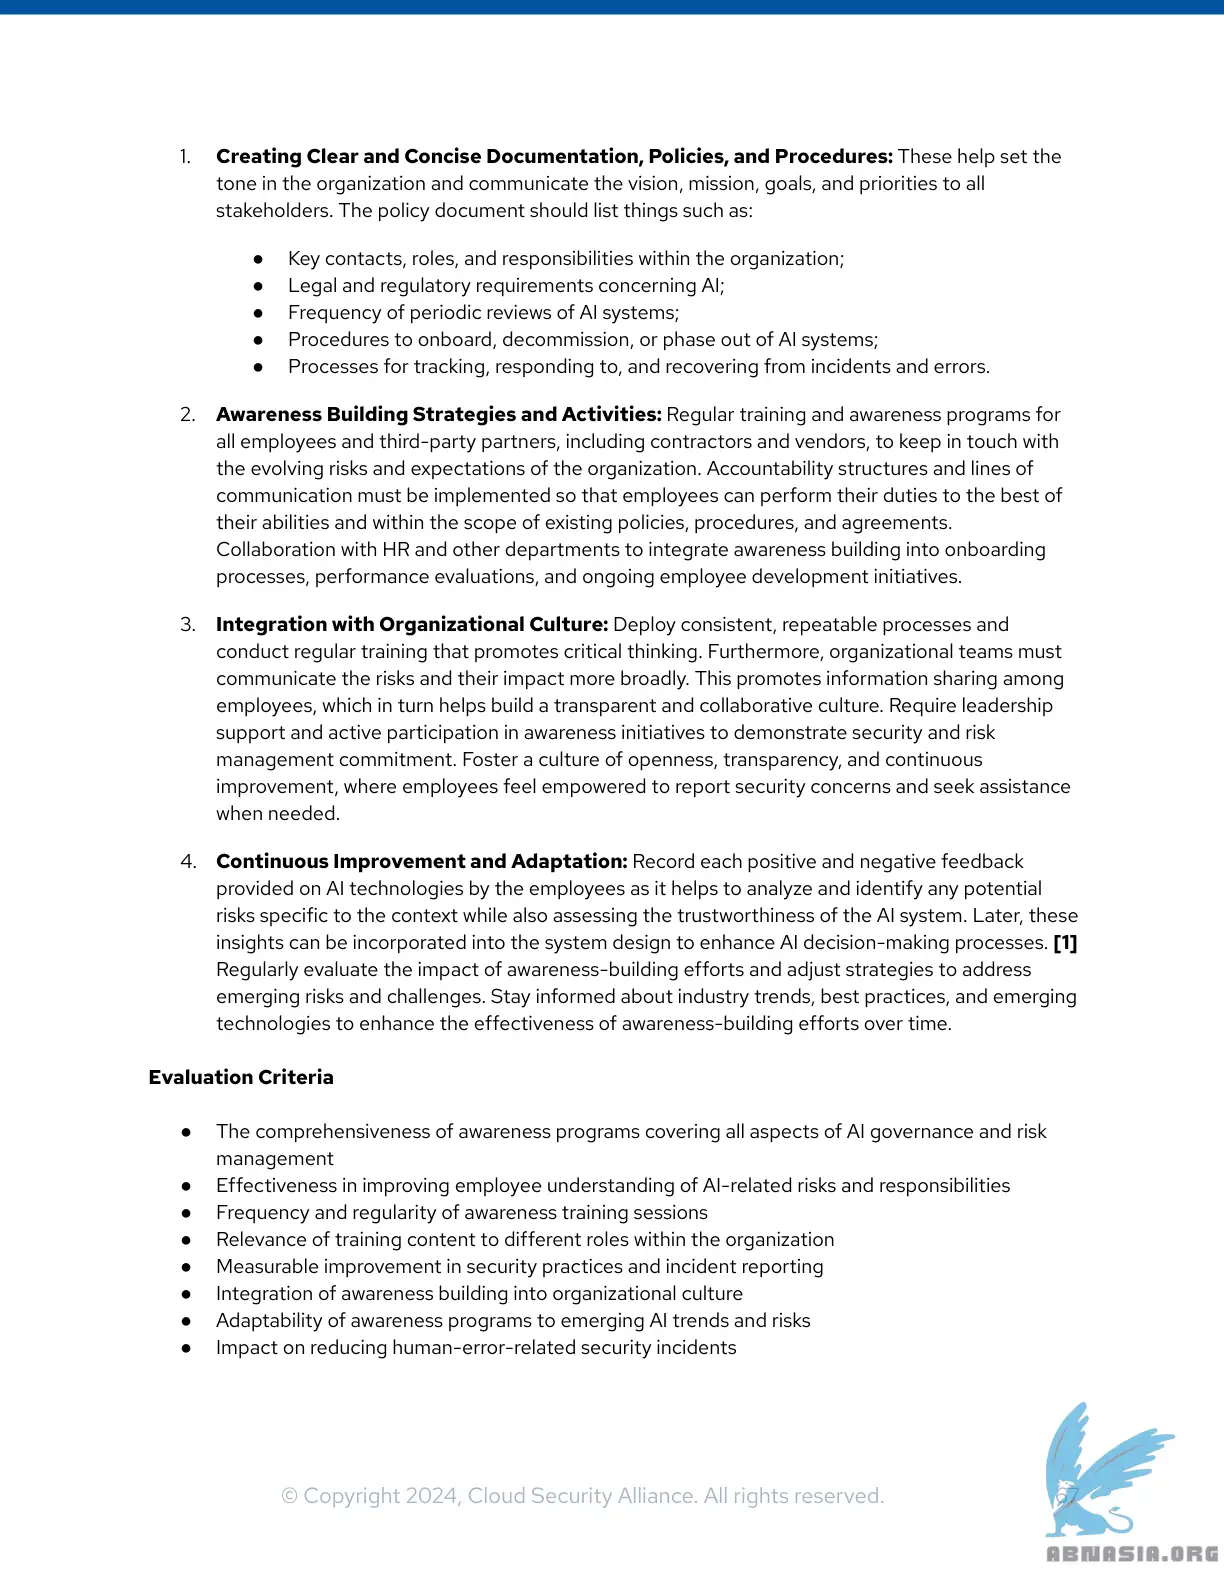 1. Creating Clear and Concise Documentation, Policies, and Procedures: These help set the
tone in the organization and communicate the vision, mission, goals, and priorities to all
stakeholders. The policy document should list things such as:
● Key contacts, roles, and responsibilities within the organization;
● Legal and regulatory requirements concerning AI;
● Frequency of periodic reviews of AI systems;
● Procedures to onboard, decommission, or phase out of AI systems;
● Processes for tracking, responding to, and recovering from incidents and errors.
2. Awareness Building Strategies and Activities: Regular training and awareness programs for
all employees and third-party partners, including contractors and vendors, to keep in touch with
the evolving risks and expectations of the organization. Accountability structures and lines of
communication must be implemented so that employees can perform their duties to the best of
their abilities and within the scope of existing policies, procedures, and agreements.
Collaboration with HR and other departments to integrate awareness building into onboarding
processes, performance evaluations, and ongoing employee development initiatives.
3. Integration with Organizational Culture: Deploy consistent, repeatable processes and
conduct regular training that promotes critical thinking. Furthermore, organizational teams must
communicate the risks and their impact more broadly. This promotes information sharing among
employees, which in turn helps build a transparent and collaborative culture. Require leadership
support and active participation in awareness initiatives to demonstrate security and risk
management commitment. Foster a culture of openness, transparency, and continuous
improvement, where employees feel empowered to report security concerns and seek assistance
when needed.
4. Continuous Improvement and Adaptation: Record each positive and negative feedback
provided on AI technologies by the employees as it helps to analyze and identify any potential
risks specific to the context while also assessing the trustworthiness of the AI system. Later, these
insights can be incorporated into the system design to enhance AI decision-making processes. [1]
Regularly evaluate the impact of awareness-building efforts and adjust strategies to address
emerging risks and challenges. Stay informed about industry trends, best practices, and emerging
technologies to enhance the effectiveness of awareness-building efforts over time.
Evaluation Criteria
● The comprehensiveness of awareness programs covering all aspects of AI governance and risk
management
● Effectiveness in improving employee understanding of AI-related risks and responsibilities
● Frequency and regularity of awareness training sessions
● Relevance of training content to different roles within the organization
● Measurable improvement in security practices and incident reporting
● Integration of awareness building into organizational culture
● Adaptability of awareness programs to emerging AI trends and risks
● Impact on reducing human-error-related security incidents
© Copyright 2024, Cloud Security Alliance. All rights reserved.
67
ABNASIA.ORG